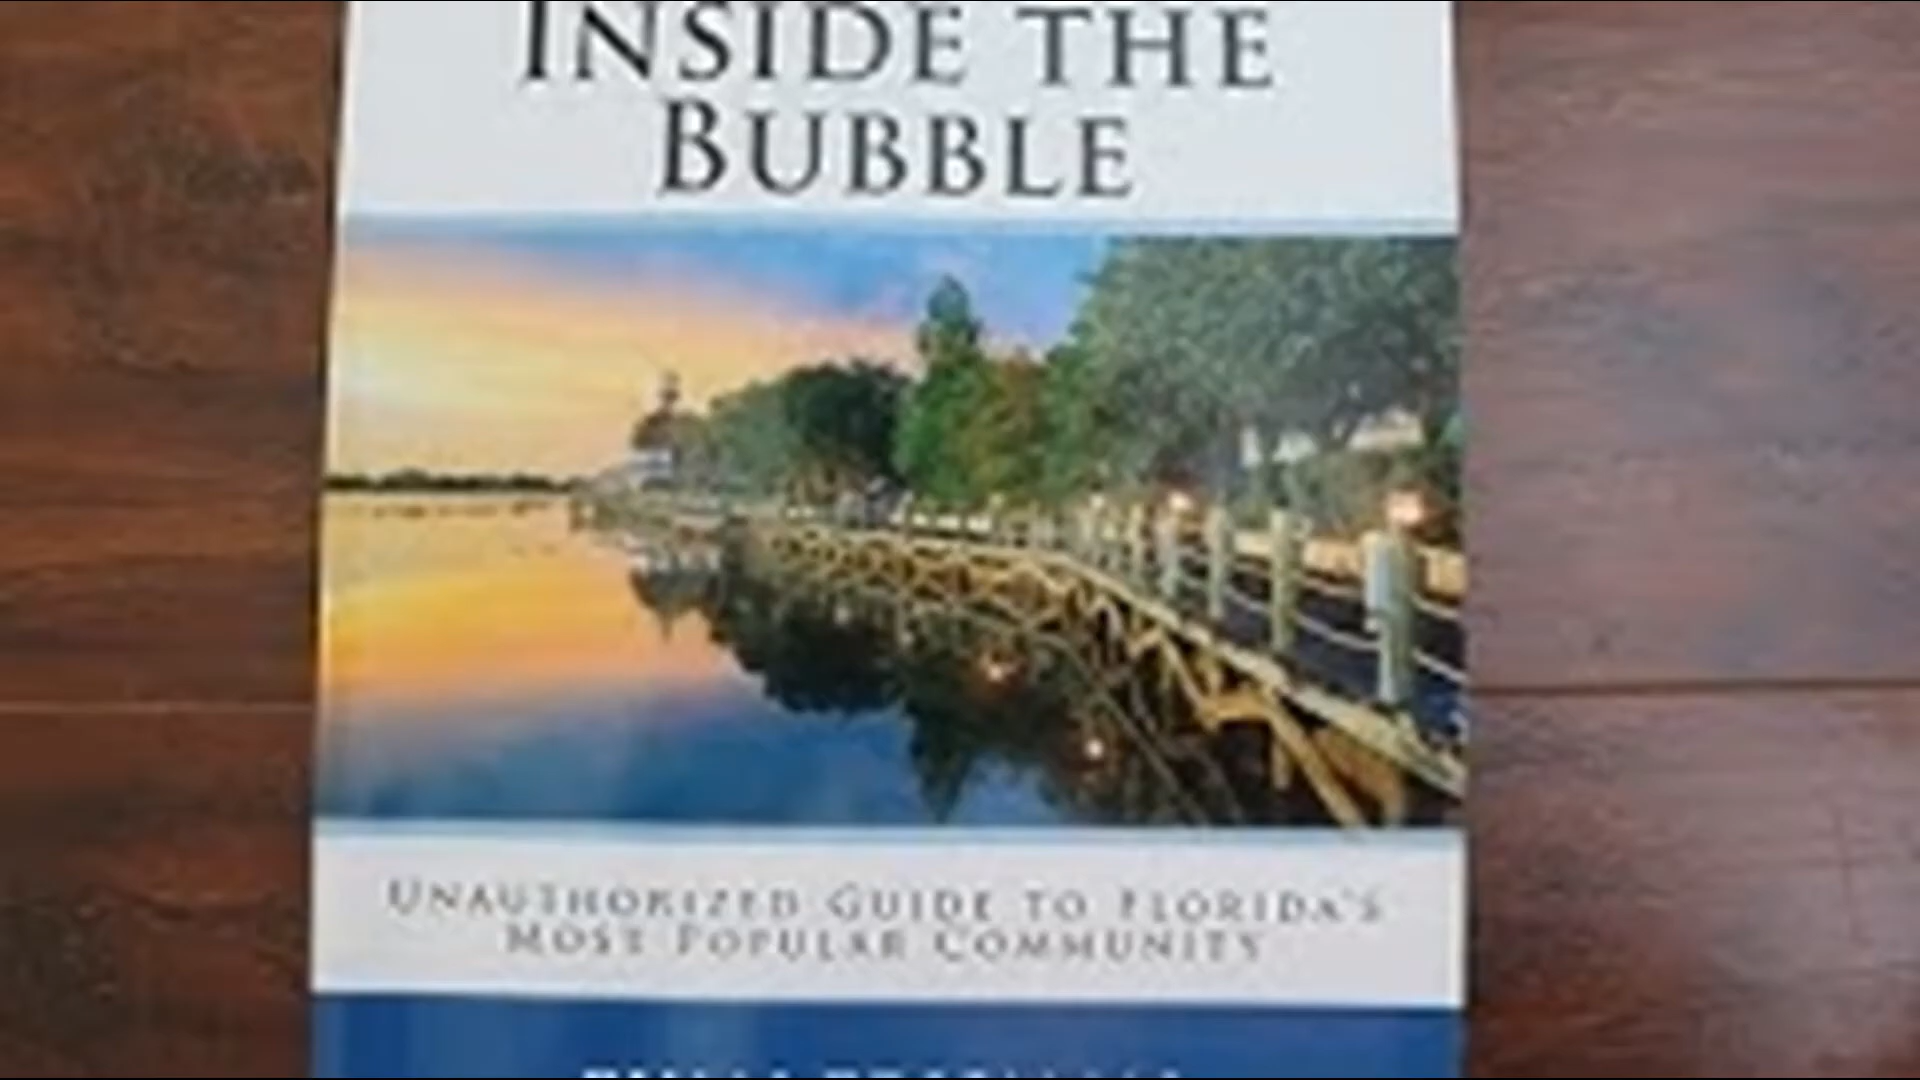 INSIDE THE
BUBBLE
UNAUTHORIZED GUIDE TO FLORIDA'S
MOST POPULAR COMMUNITY